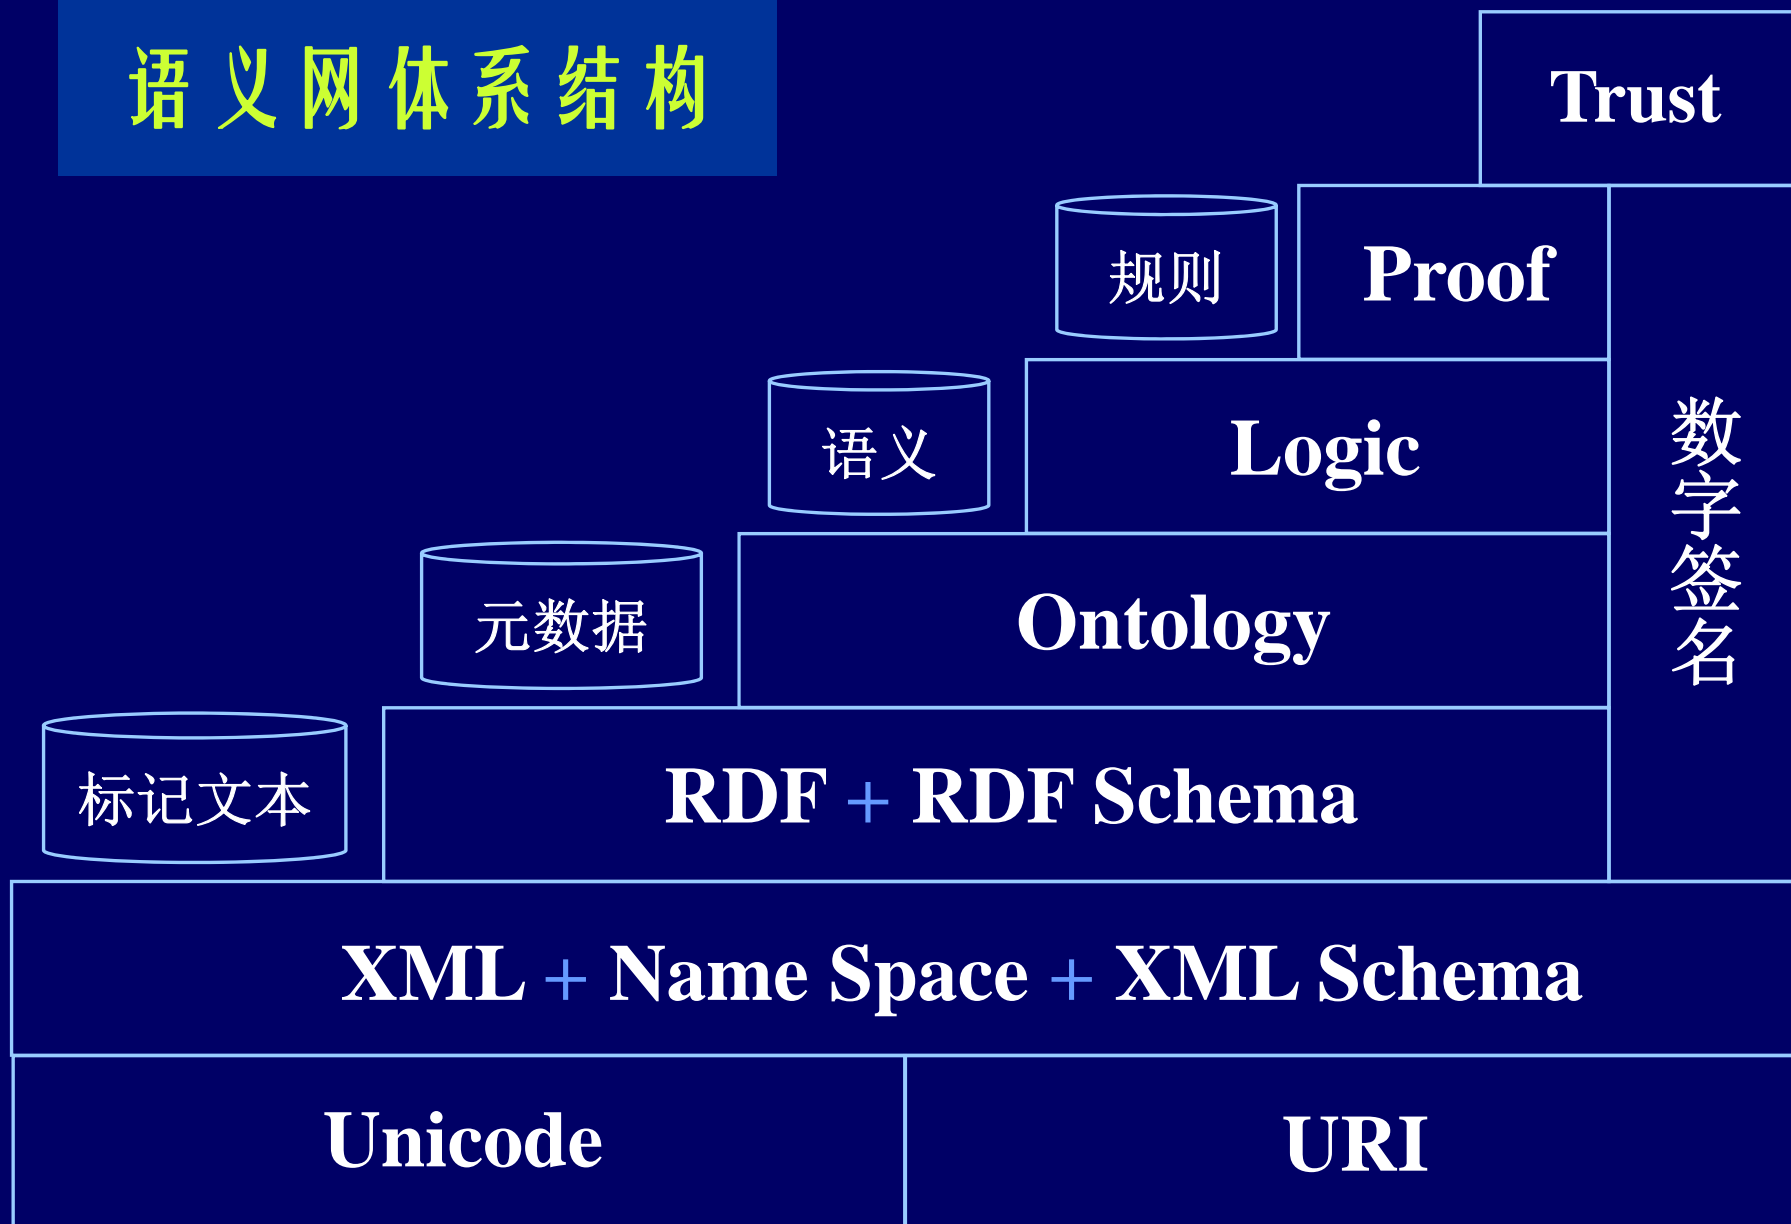 语义网体系结构
Trust
规则
Proof
语义
Logic
数字签名
元数据
Ontology
标记文本
RDF + RDF Schema
XML + Name Space + XML Schema
Unicode
URI